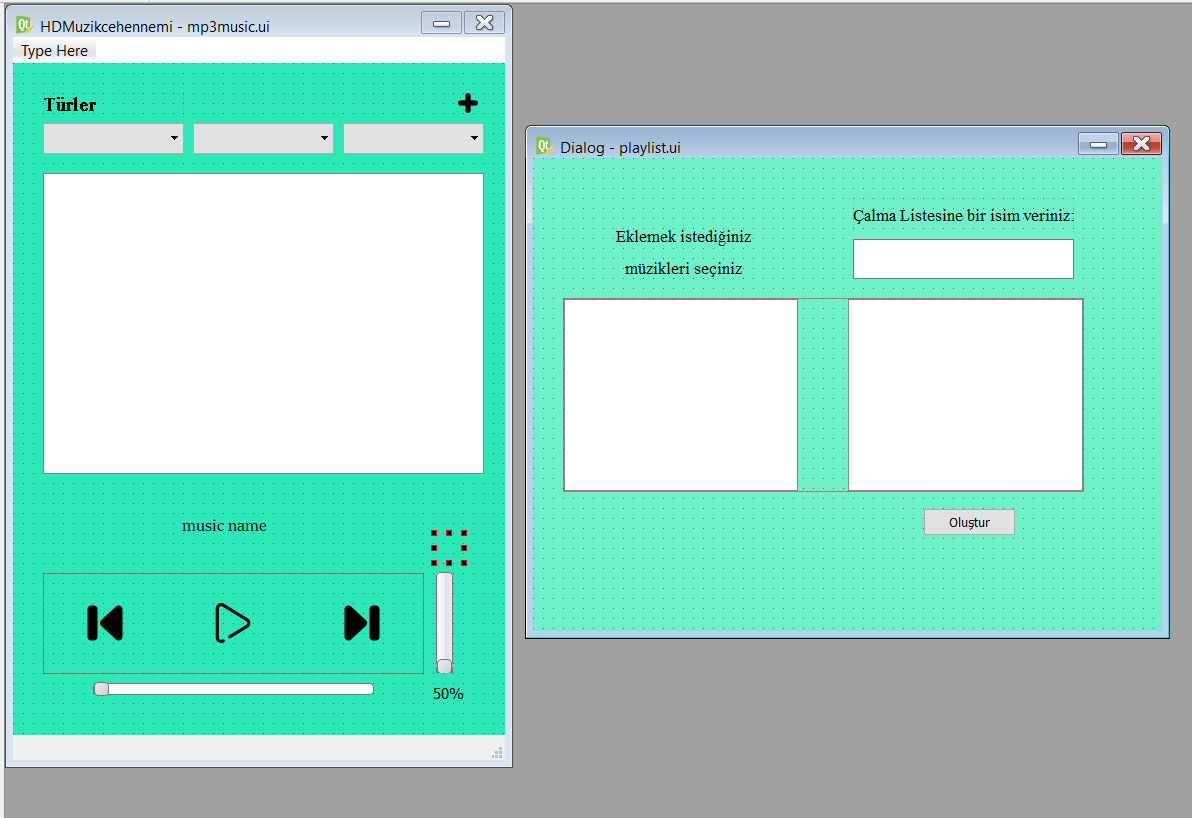 HDMuzikcehennemi - mp3music.ui
Type Here
Türler
music name
50%
Dialog - playlist.ui
Çalma Listesine bir isim veriniz:
Eklemek istediğiniz
müzikleri seçiniz
Oluştur